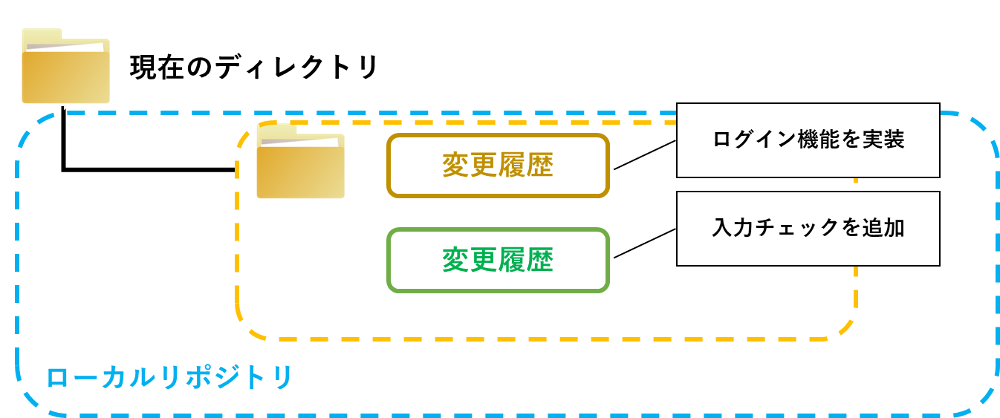 現在のディレクトリ
変更履歴
ログイン機能を実装
変更履歴
入力チェックを追加
ローカルリポジトリ